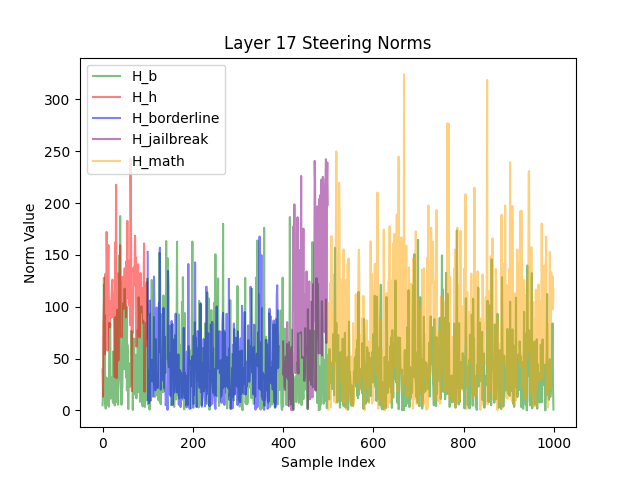 Layer 17 Steering Norms
H_b
H_h
H_borderline
H_jailbreak
H_math
Norm Value
300
250
200
150
100
50
0
0 200 400 600 800 1000
Sample Index